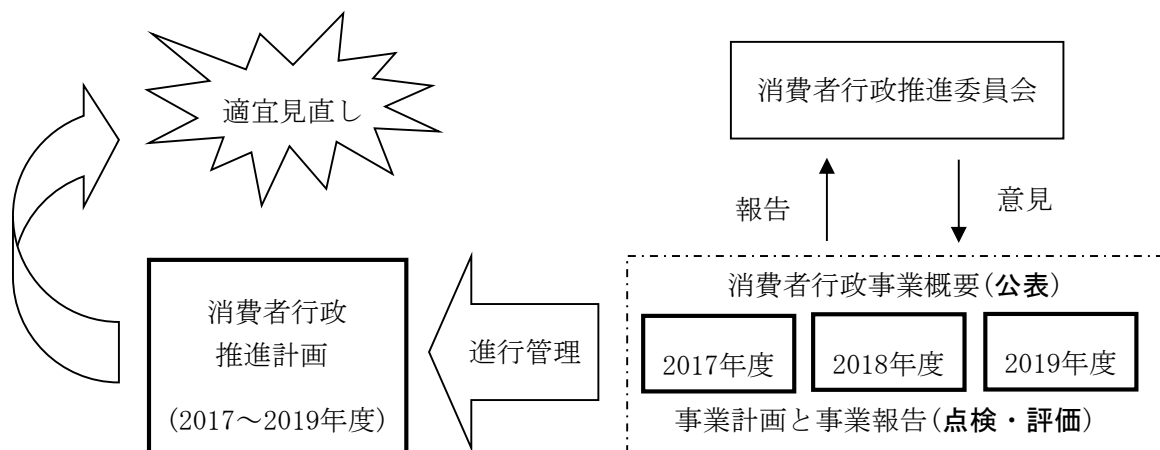 適宜見直し
消費者行政推進委員会
報告
意見
消費者行政
推進計画
(2017～2019年度)
進行管理
消費者行政事業概要(公表)
2017年度
2018年度
2019年度
事業計画と事業報告(点検・評価)